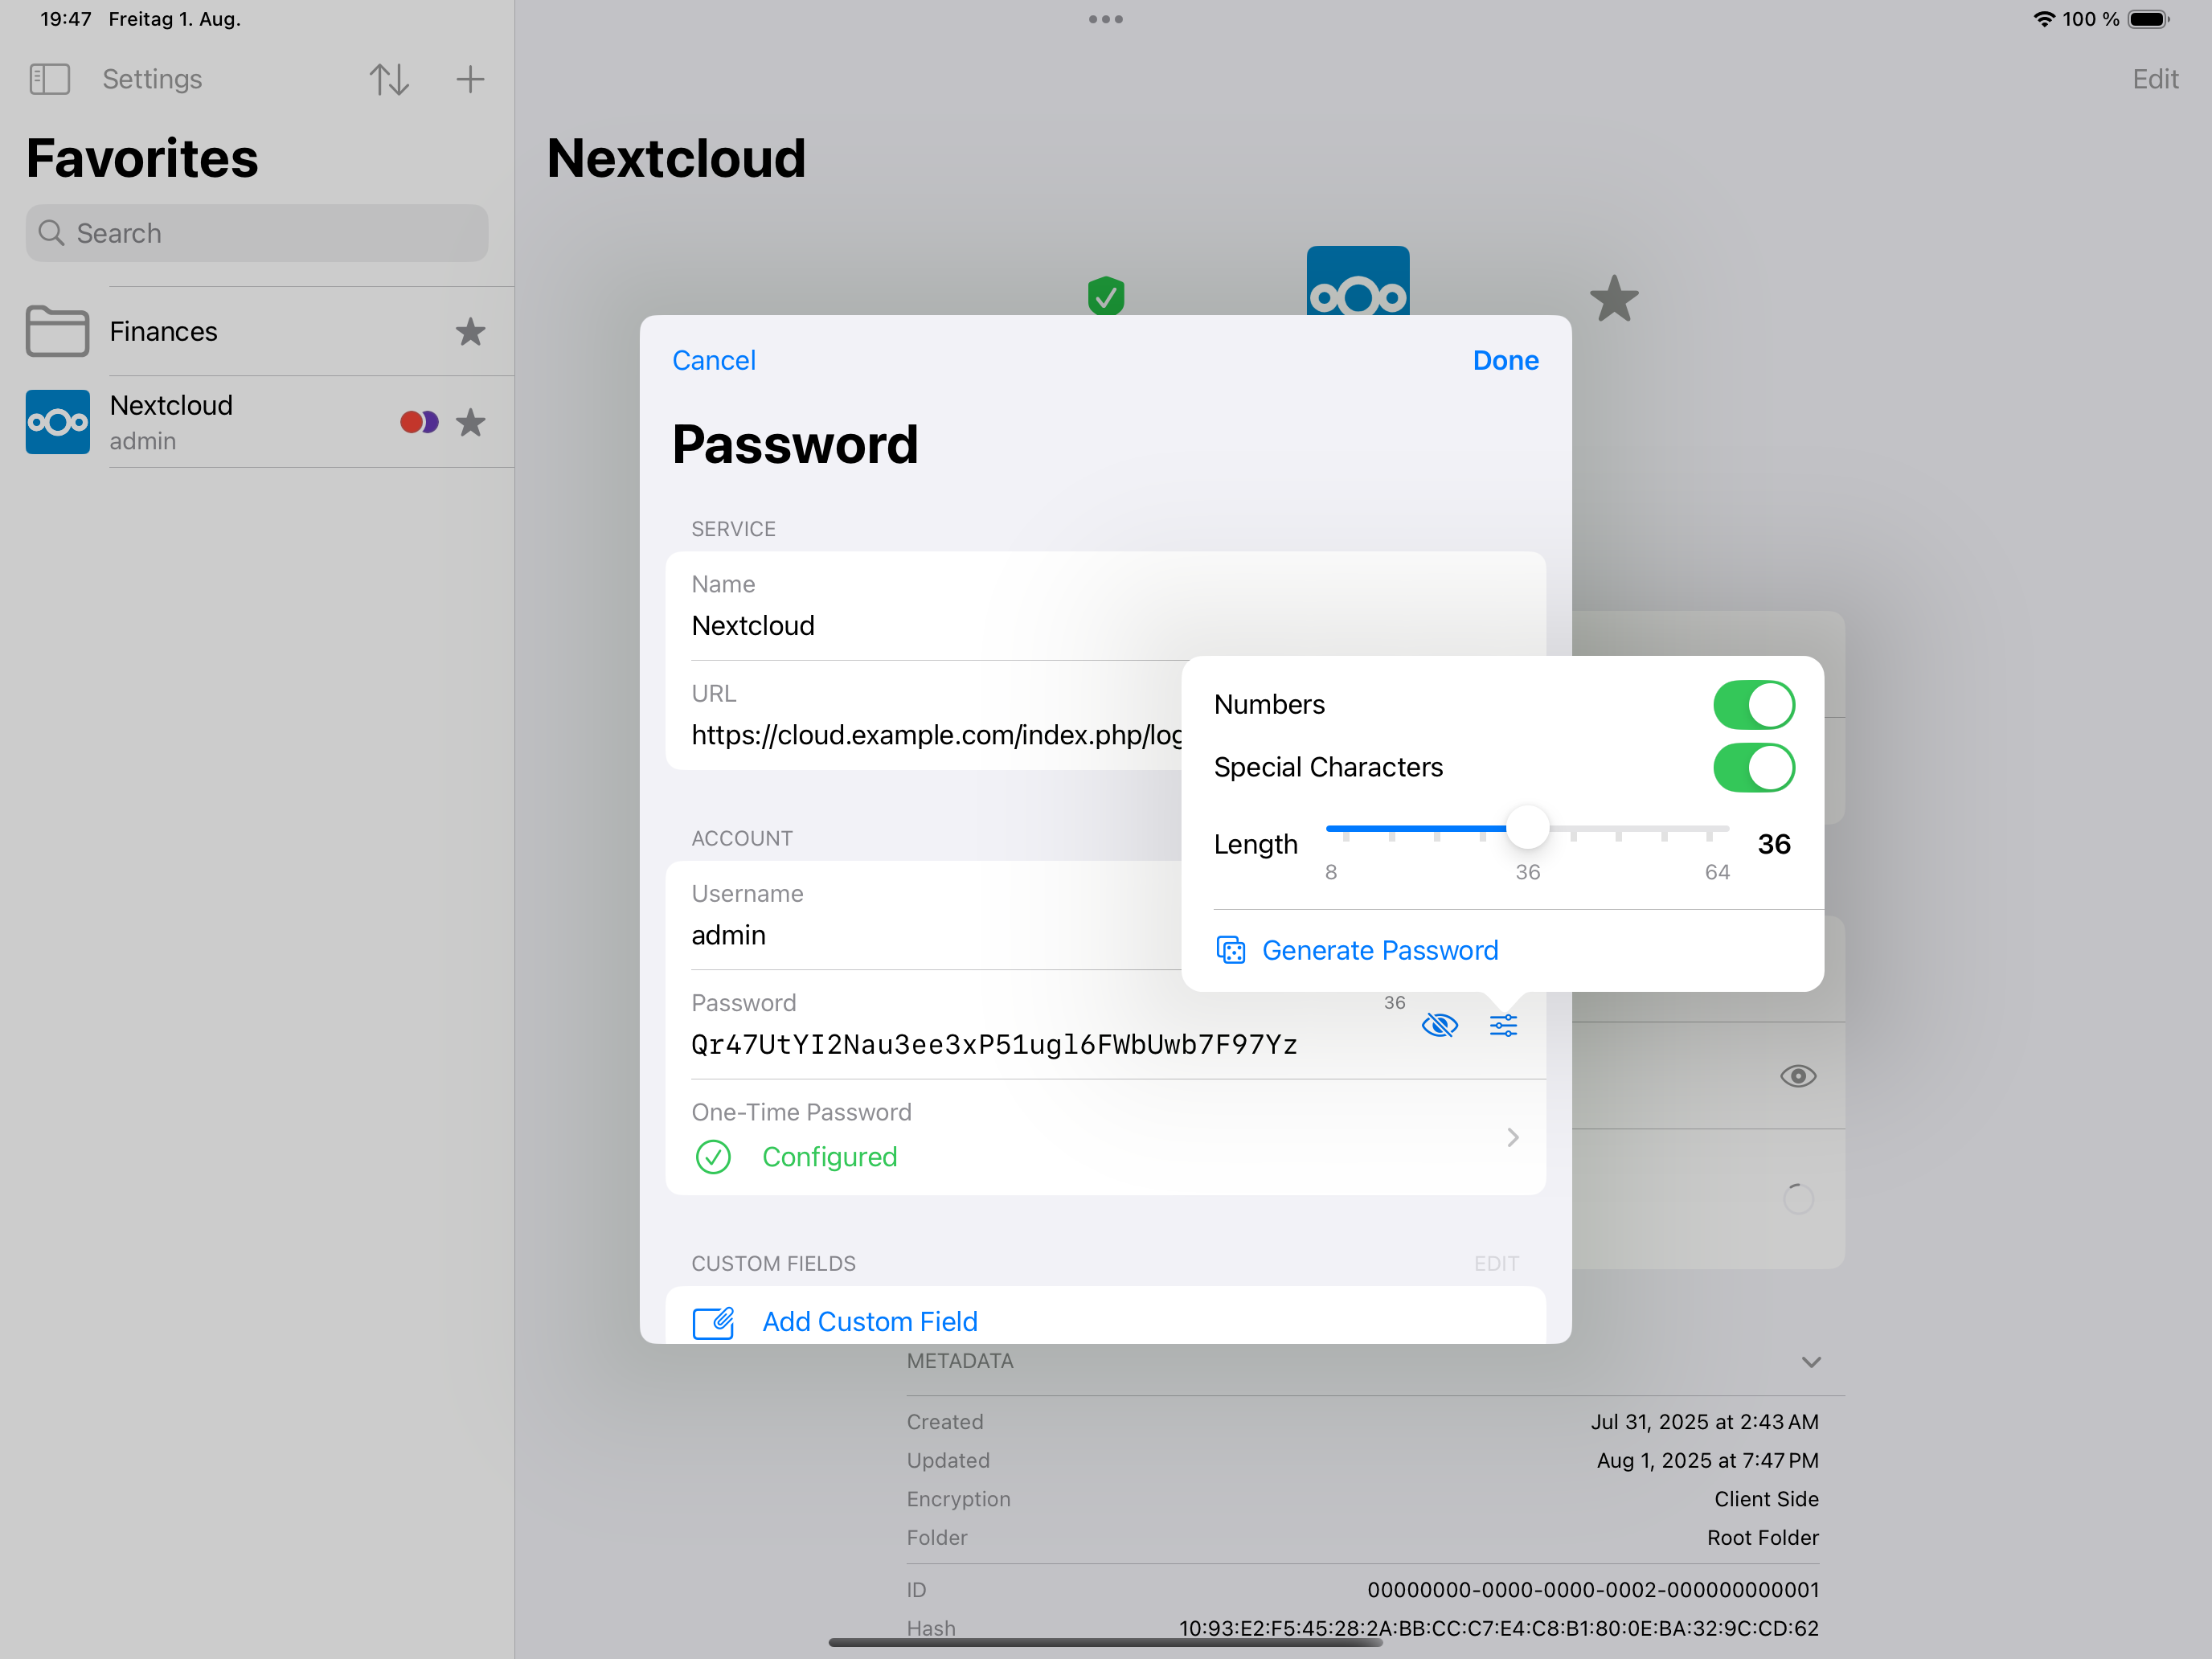 19:47 Freitag 1. Aug.
100 %
Settings
Edit
Favorites
Search
Finances
Nextcloud
admin
Nextcloud
Cancel
Done
Password
SERVICE
Name
Nextcloud
URL
https://cloud.example.com/index.php/log
Numbers
Special Characters
Length
36
8
36
64
Generate Password
ACCOUNT
Username
admin
Password
36
Qr47UtYI2Nau3ee3xP51ugl6FWbUwb7F97Yz
One-Time Password
Configured
CUSTOM FIELDS
EDIT
Add Custom Field
METADATA
Created
Jul 31, 2025 at 2:43 AM
Updated
Aug 1, 2025 at 7:47 PM
Encryption
Client Side
Folder
Root Folder
ID
00000000-0000-0000-0002-000000000001
Hash
10:93:E2:F5:45:28:2A:BB:CC:C7:E4:C8:B1:80:0E:BA:32:9C:CD:62